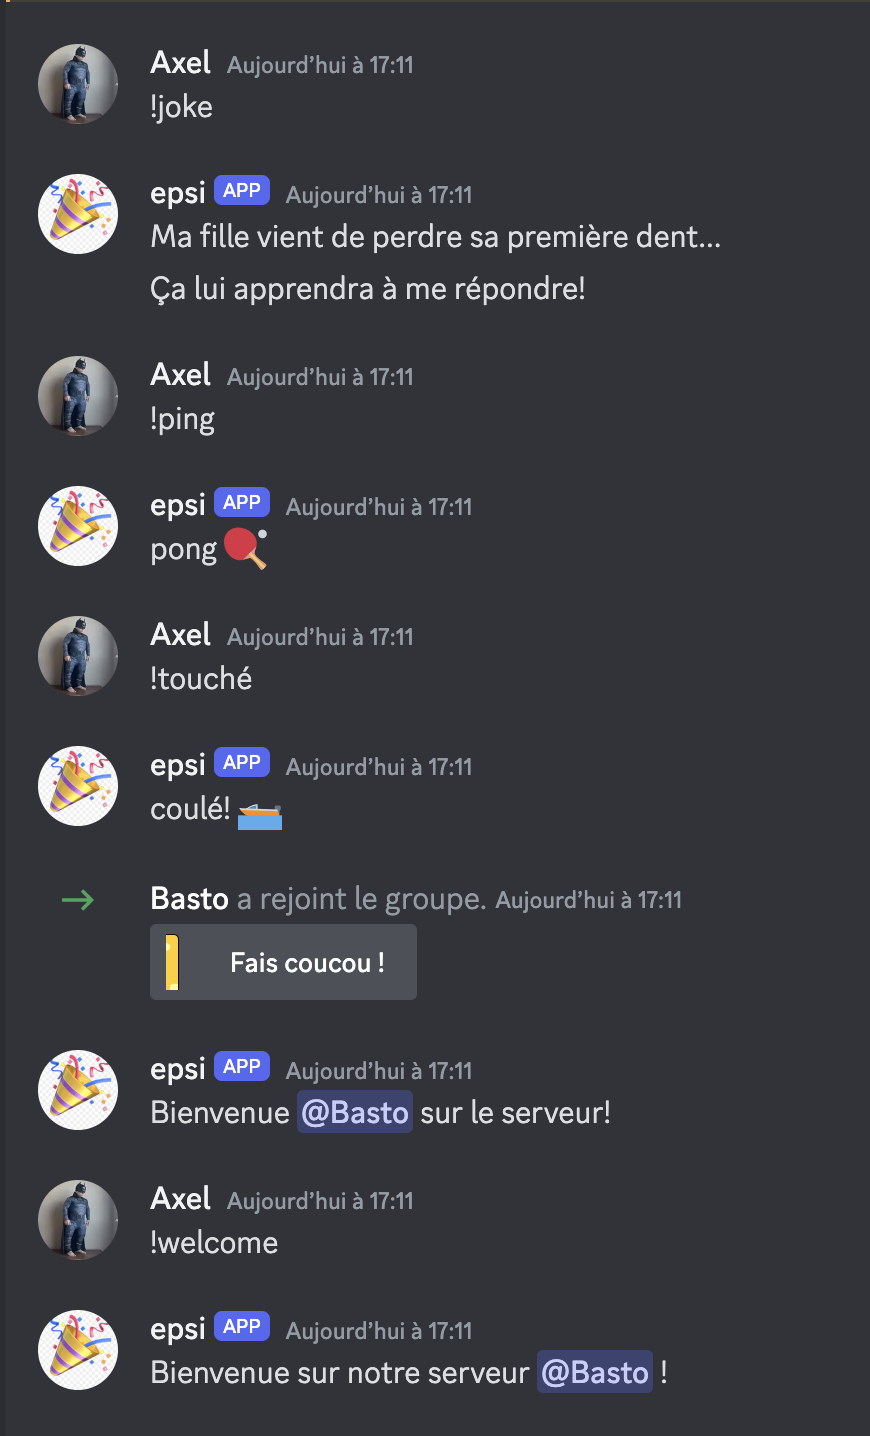 Axel Aujourd’hui à 17:11
!joke
epsi APP Aujourd’hui à 17:11
Ma fille vient de perdre sa première dent...
Ça lui apprendra à me répondre!
Axel Aujourd’hui à 17:11
!ping
epsi APP Aujourd’hui à 17:11
pong 🏓
Axel Aujourd’hui à 17:11
!touché
epsi APP Aujourd’hui à 17:11
coulé!
Basto a rejoint le groupe. Aujourd’hui à 17:11
Fais coucou !
epsi APP Aujourd’hui à 17:11
Bienvenue @Basto sur le serveur!
Axel Aujourd’hui à 17:11
!welcome
epsi APP Aujourd’hui à 17:11
Bienvenue sur notre serveur @Basto !